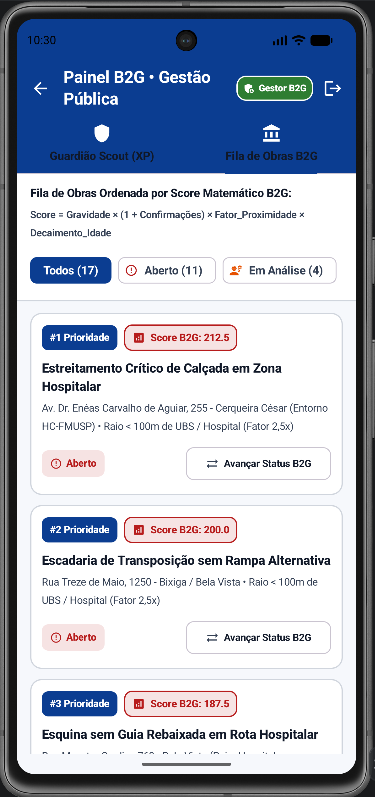 10:30
Painel B2G • Gestão
Pública
Gestor B2G
Guardião Scout (XP)
Fila de Obras B2G
Fila de Obras Ordenada por Score Matemático B2G:
Score = Gravidade × (1 + Confirmações) × Fator_Proximidade ×
Decaimento_Idade
Todos (17)
Aberto (11)
Em Análise (4)
#1 Prioridade
Score B2G: 212.5
Estreitamento Crítico de Calçada em Zona
Hospitalar
Av. Dr. Enéas Carvalho de Aguiar, 255 - Cerqueira César (Entorno
HC-FMUSP) • Raio < 100m de UBS / Hospital (Fator 2,5x)
Aberto
Avançar Status B2G
#2 Prioridade
Score B2G: 200.0
Escadaria de Transposição sem Rampa Alternativa
Rua Treze de Maio, 1250 - Bixiga / Bela Vista • Raio < 100m de
UBS / Hospital (Fator 2,5x)
Aberto
Avançar Status B2G
#3 Prioridade
Score B2G: 187.5
Esquina sem Guia Rebaixada em Rota Hospitalar